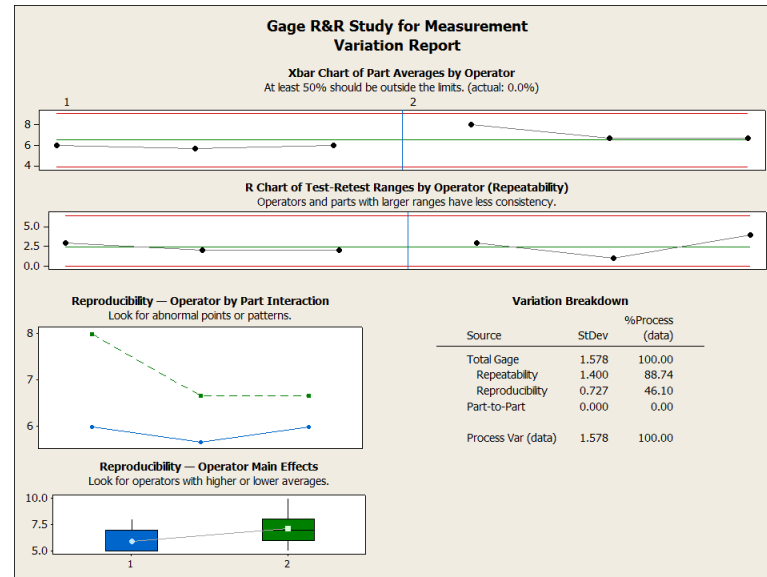 Gage R&R Study for Measurement
Variation Report
Xbar Chart of Part Averages by Operator
At least 50% should be outside the limits. (actual: 0.0%)
1 2
8
6
4
R Chart of Test-Retest Ranges by Operator (Repeatability)
Operators and parts with larger ranges have less consistency.
5.0
2.5
0.0
Reproducibility — Operator by Part Interaction
Look for abnormal points or patterns.
8
7
6
Reproducibility — Operator Main Effects
Look for operators with higher or lower averages.
10.0
7.5
5.0
1 2
Variation Breakdown
%Process
Source StDev (data)
Total Gage 1.578 100.00
Repeatability 1.400 88.74
Reproducibility 0.727 46.10
Part-to-Part 0.000 0.00
Process Var (data) 1.578 100.00